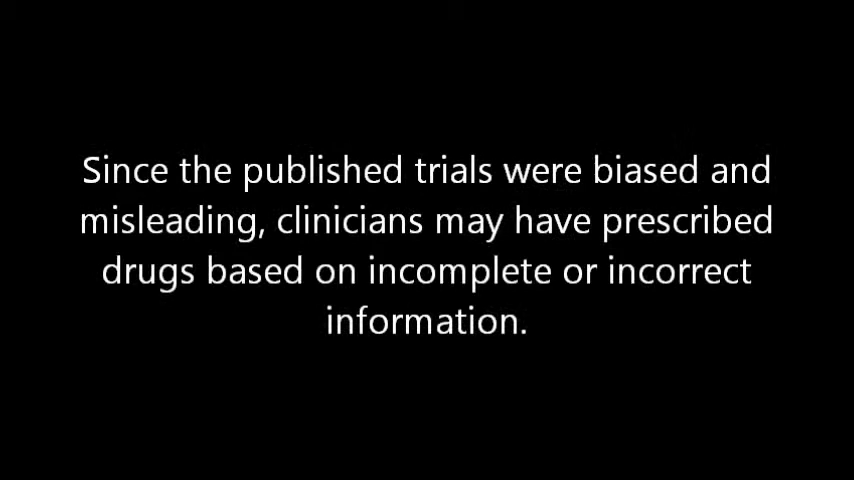 Since the published trials were biased and
misleading, clinicians may have prescribed
drugs based on incomplete or incorrect
information.